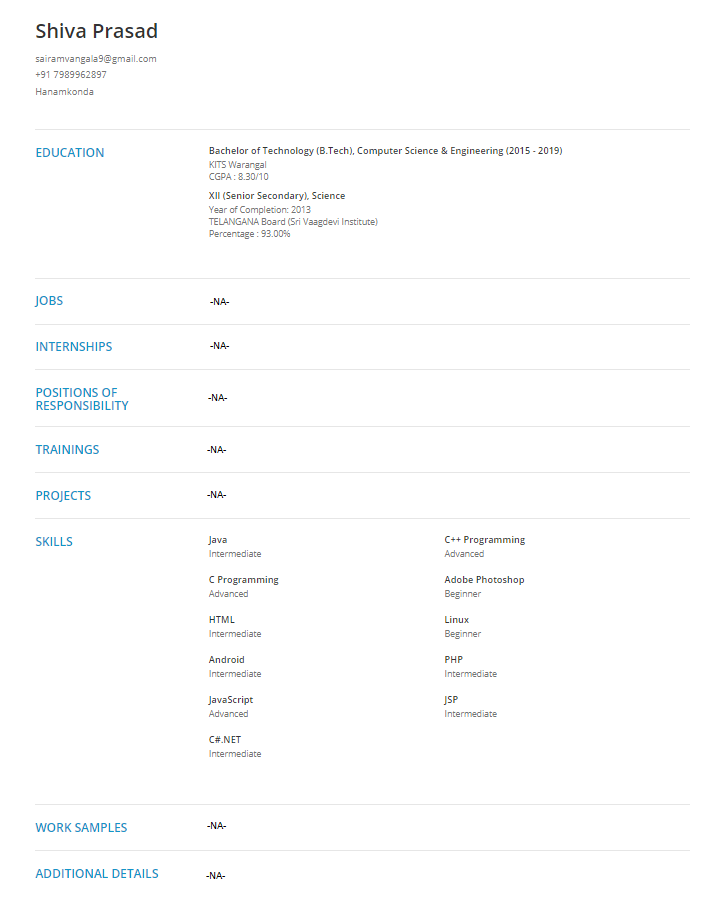 Shiva Prasad
sairamvangala9@gmail.com
+91 7989962897
Hanamkonda
EDUCATION
Bachelor of Technology (B.Tech), Computer Science & Engineering (2015 - 2019)
KITS Warangal
CGPA : 8.30/10
XII (Senior Secondary), Science
Year of Completion: 2013
TELANGANA Board (Sri Vaagdevi Institute)
Percentage : 93.00%
JOBS
-NA-
INTERNSHIPS
-NA-
POSITIONS OF
RESPONSIBILITY
-NA-
TRAININGS
-NA-
PROJECTS
-NA-
SKILLS
Java
Intermediate
C++ Programming
Advanced
C Programming
Advanced
Adobe Photoshop
Beginner
HTML
Intermediate
Linux
Beginner
Android
Intermediate
PHP
Intermediate
JavaScript
Advanced
JSP
Intermediate
C#.NET
Intermediate
WORK SAMPLES
-NA-
ADDITIONAL DETAILS
-NA-